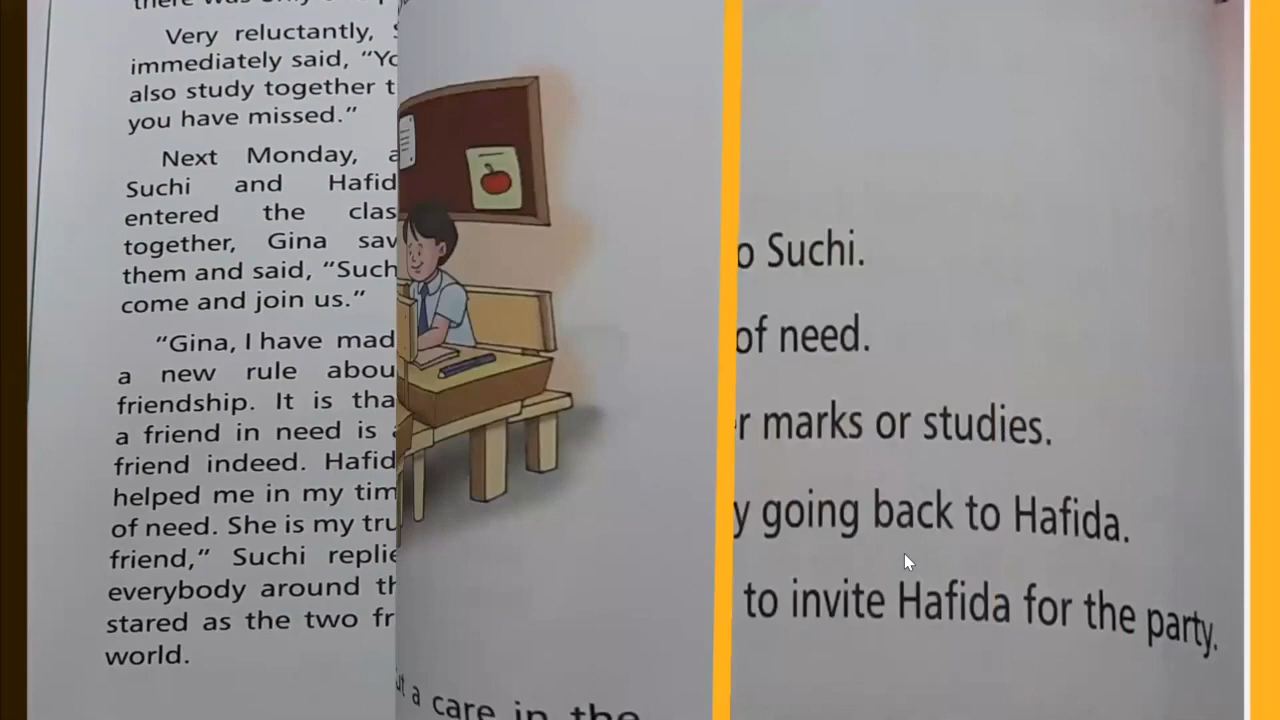 Very reluctantly,
immediately said, “Yo
also study together t
you have missed.”
Next Monday, a
Suchi and Hafid
entered the clas
together, Gina sav
them and said, “Such
come and join us.”
“Gina, I have mad
a new rule abou
friendship. It is tha
a friend in need is a
friend indeed. Hafid
helped me in my tim
of need. She is my tru
friend,” Suchi replie
everybody around th
stared as the two fr
world.
a care in the
o Suchi.
of need.
r marks or studies.
y going back to Hafida.
to invite Hafida for the party.